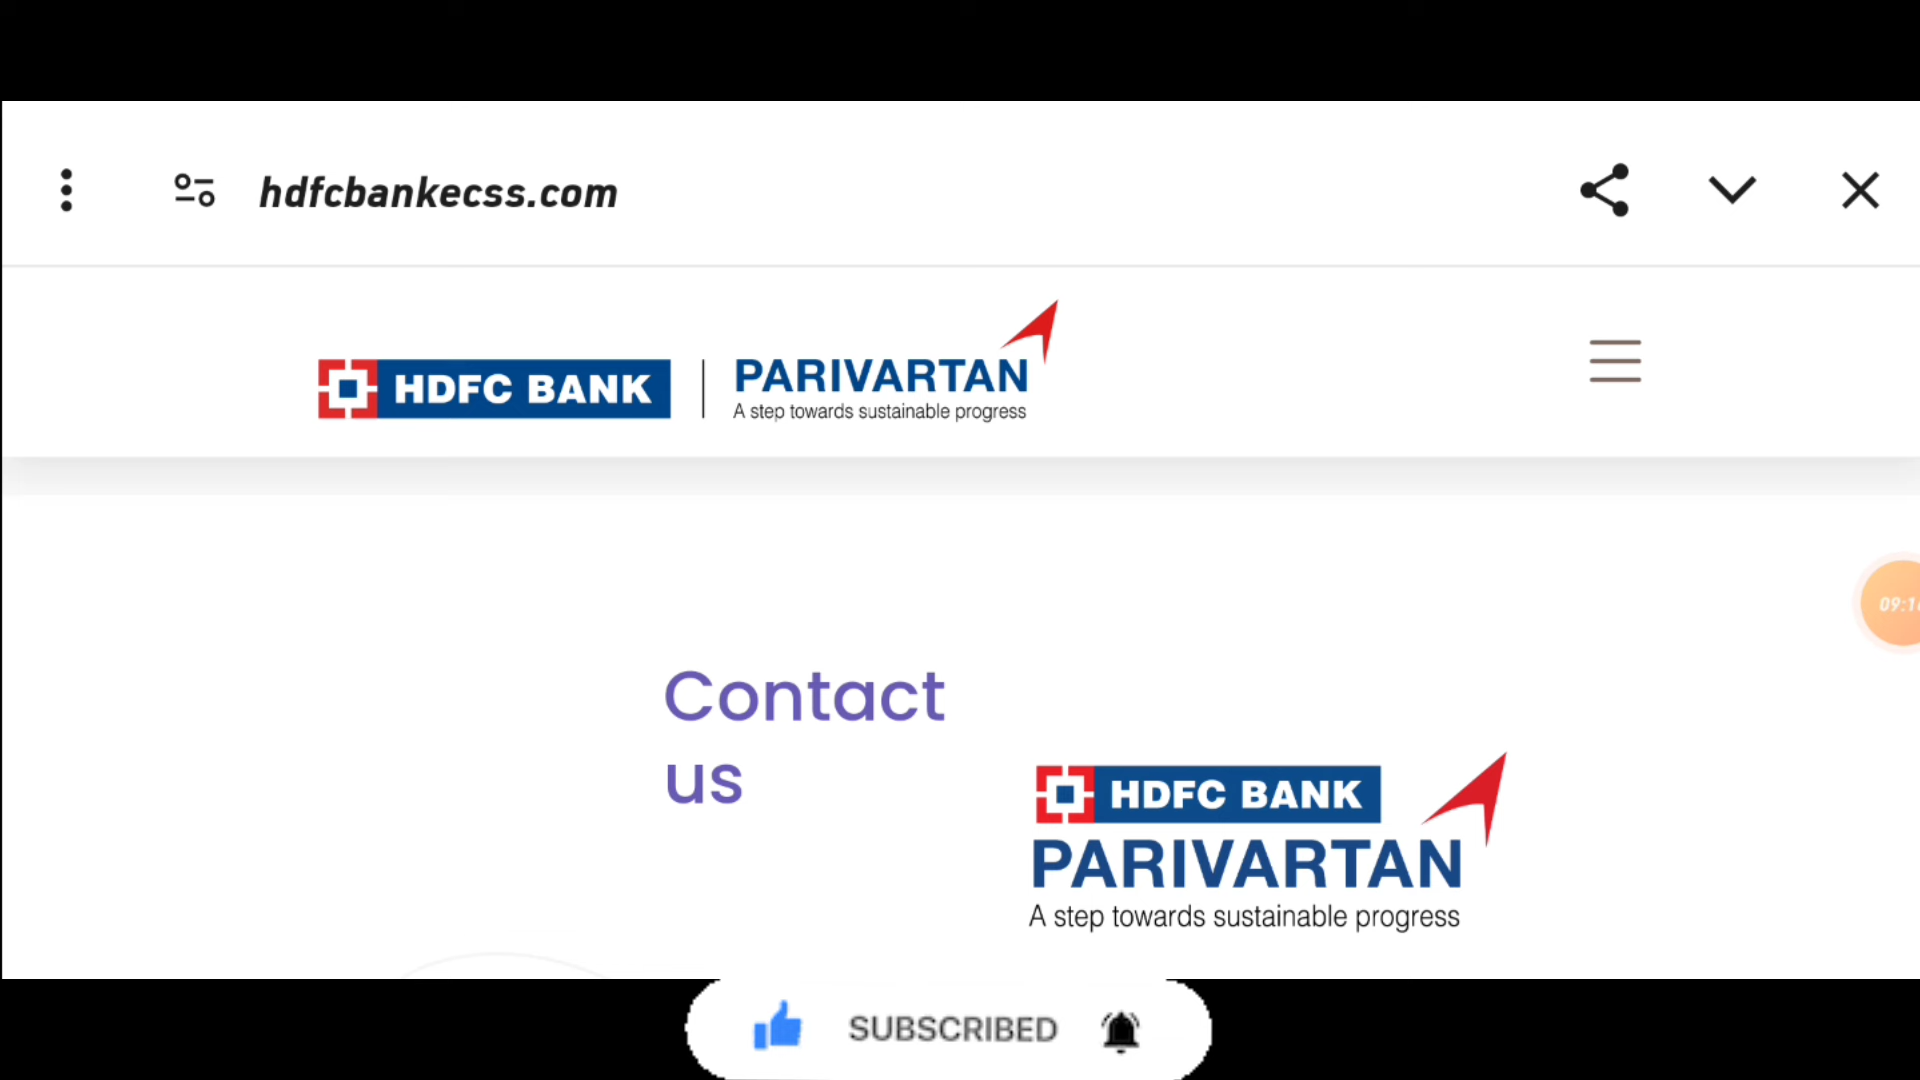 hdfcbankecss.com
HDFC BANK
PARIVARTAN
A step towards sustainable progress
Contact
us
HDFC BANK
PARIVARTAN
A step towards sustainable progress
SUBSCRIBED